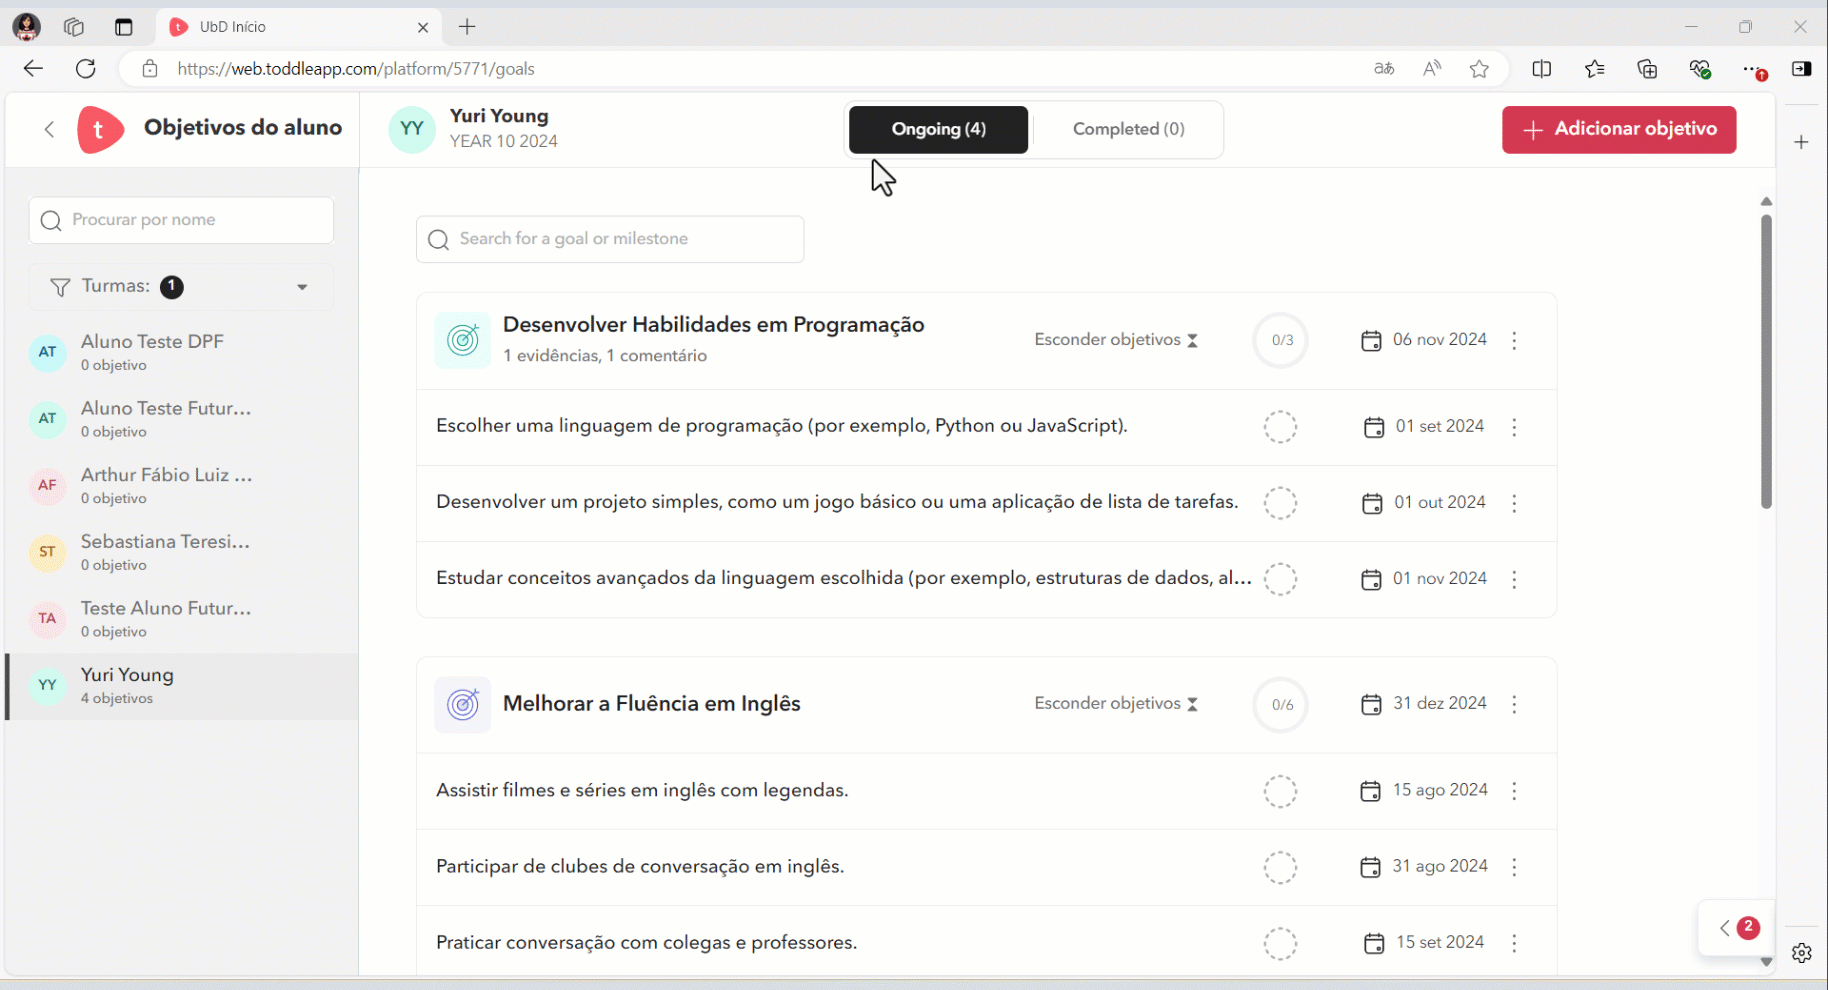 UbD Início
https://web.toddleapp.com/platform/5771/goals
t
Objetivos do aluno
YY
Yuri Young
YEAR 10 2024
Ongoing (4)
Completed (0)
Adicionar objetivo
Procurar por nome
Turmas: 1
AT
Aluno Teste DPF
0 objetivo
AT
Aluno Teste Futur...
0 objetivo
AF
Arthur Fábio Luiz ...
0 objetivo
ST
Sebastiana Teresi...
0 objetivo
TA
Teste Aluno Futur...
0 objetivo
YY
Yuri Young
4 objetivos
Search for a goal or milestone
Desenvolver Habilidades em Programação
1 evidências, 1 comentário
Esconder objetivos
0/3
06 nov 2024
Escolher uma linguagem de programação (por exemplo, Python ou JavaScript).
01 set 2024
Desenvolver um projeto simples, como um jogo básico ou uma aplicação de lista de tarefas.
01 out 2024
Estudar conceitos avançados da linguagem escolhida (por exemplo, estruturas de dados, al...
01 nov 2024
Melhorar a Fluência em Inglês
Esconder objetivos
0/6
31 dez 2024
Assistir filmes e séries em inglês com legendas.
15 ago 2024
Participar de clubes de conversação em inglês.
31 ago 2024
Praticar conversação com colegas e professores.
15 set 2024
2